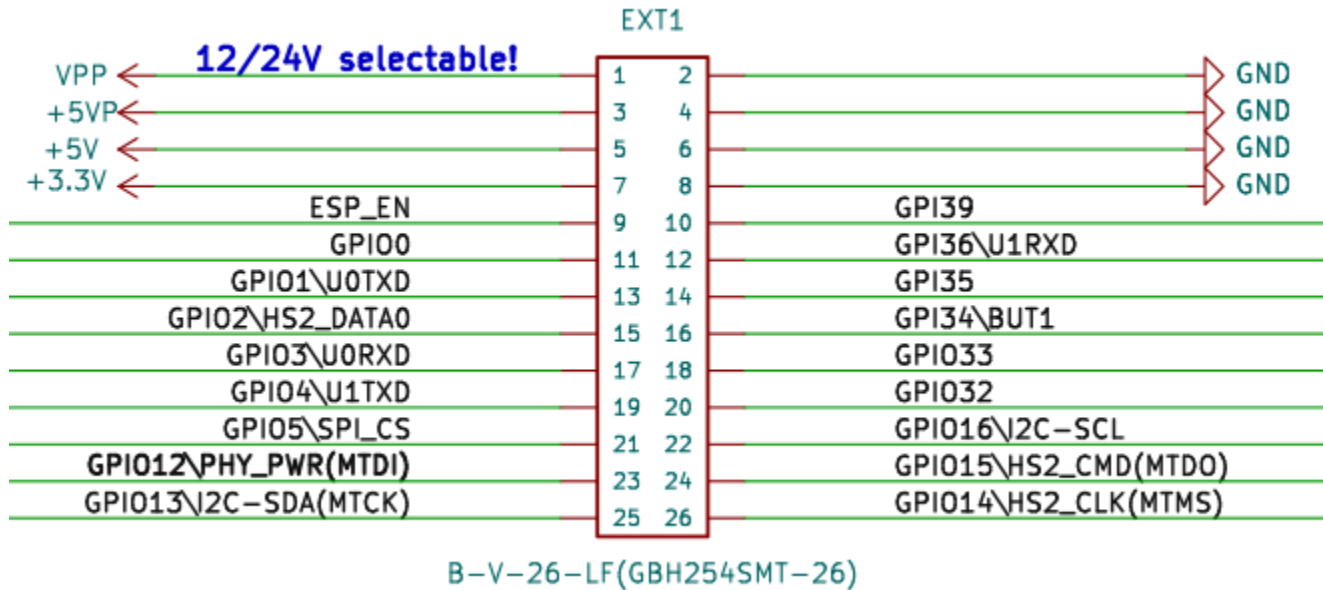 EXT1
12/24V selectable!
VPP 1 2 GND
+5VP 3 4 GND
+5V 5 6 GND
+3.3V 7 8 GND
ESP_EN 9 10 GPI39
GPIO0 11 12 GPI36\U1RXD
GPIO1\U0TXD 13 14 GPI35
GPIO2\HS2_DATA0 15 16 GPI34\BUT1
GPIO3\U0RXD 17 18 GPIO33
GPIO4\U1TXD 19 20 GPIO32
GPIO5\SPI_CS 21 22 GPIO16\I2C-SCL
GPIO12\PHY_PWR(MTDI) 23 24 GPIO15\HS2_CMD(MTDO)
GPIO13\I2C-SDA(MTCK) 25 26 GPIO14\HS2_CLK(MTMS)
B-V-26-LF(GBH254SMT-26)